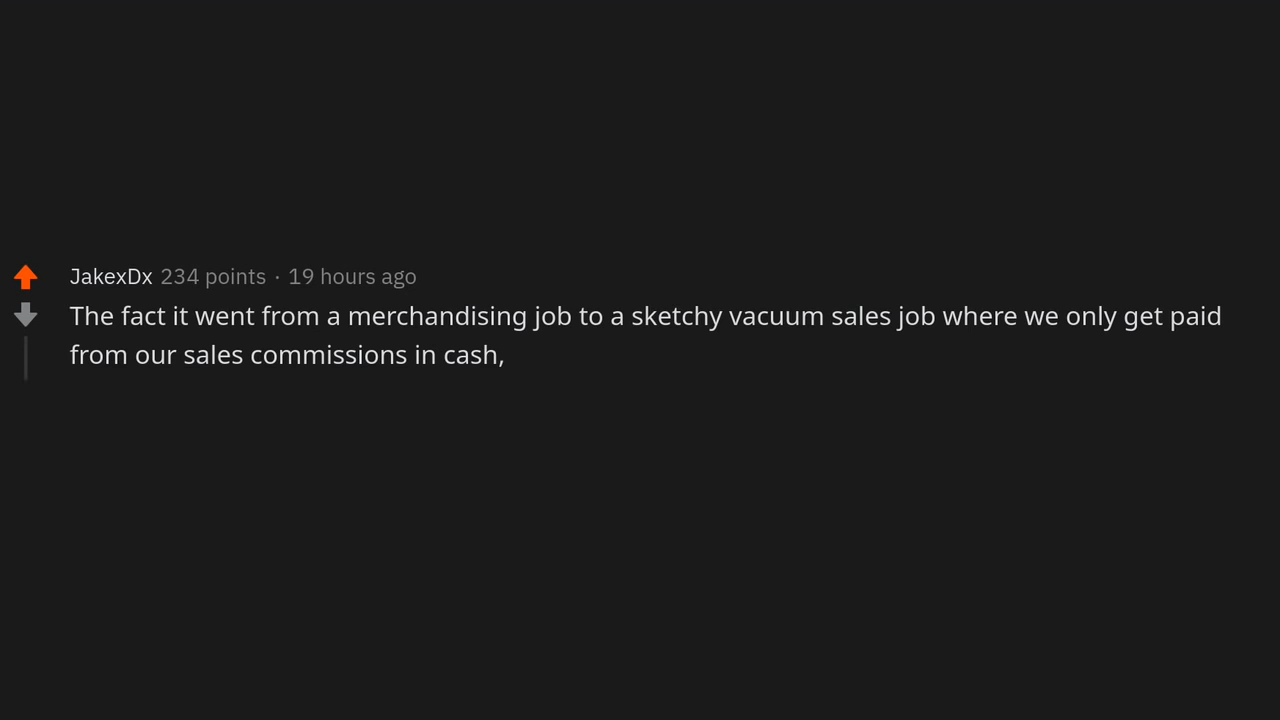 JakexDx 234 points · 19 hours ago
The fact it went from a merchandising job to a sketchy vacuum sales job where we only get paid
from our sales commissions in cash,